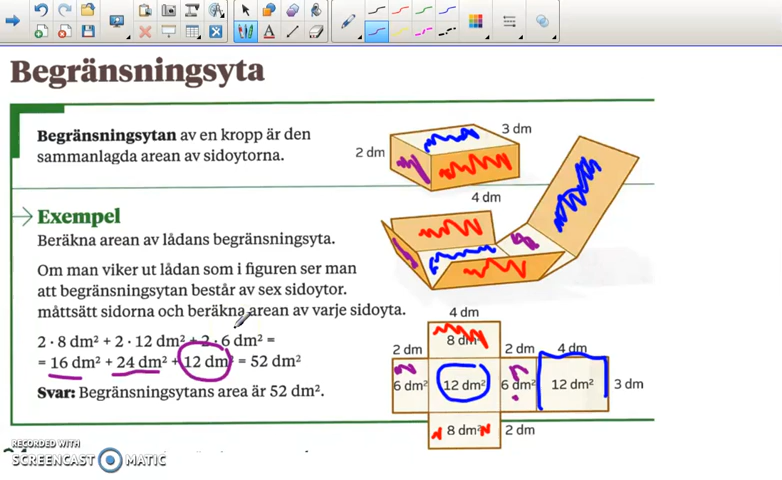 Begränsningsyta
Begränsningsytan av en kropp är den
sammanlagda arean av sidoytorna.
2 dm
3 dm
4 dm
Exempel
Beräkna arean av lådans begränsningsyta.
Om man viker ut lådan som i figuren ser man
att begränsningsytan består av sex sidoytor.
måttsätt sidorna och beräkna arean av varje sidoyta.
2 · 8 dm² + 2 · 12 dm² + 2 · 6 dm² =
= 16 dm² + 24 dm² + 12 dm² = 52 dm²
Svar: Begränsningsytans area är 52 dm².
4 dm
8 dm²
2 dm
2 dm
4 dm
6 dm²
12 dm²
6 dm²
12 dm²
3 dm
8 dm²
2 dm
RECORDED WITH
SCREENCAST MATIC